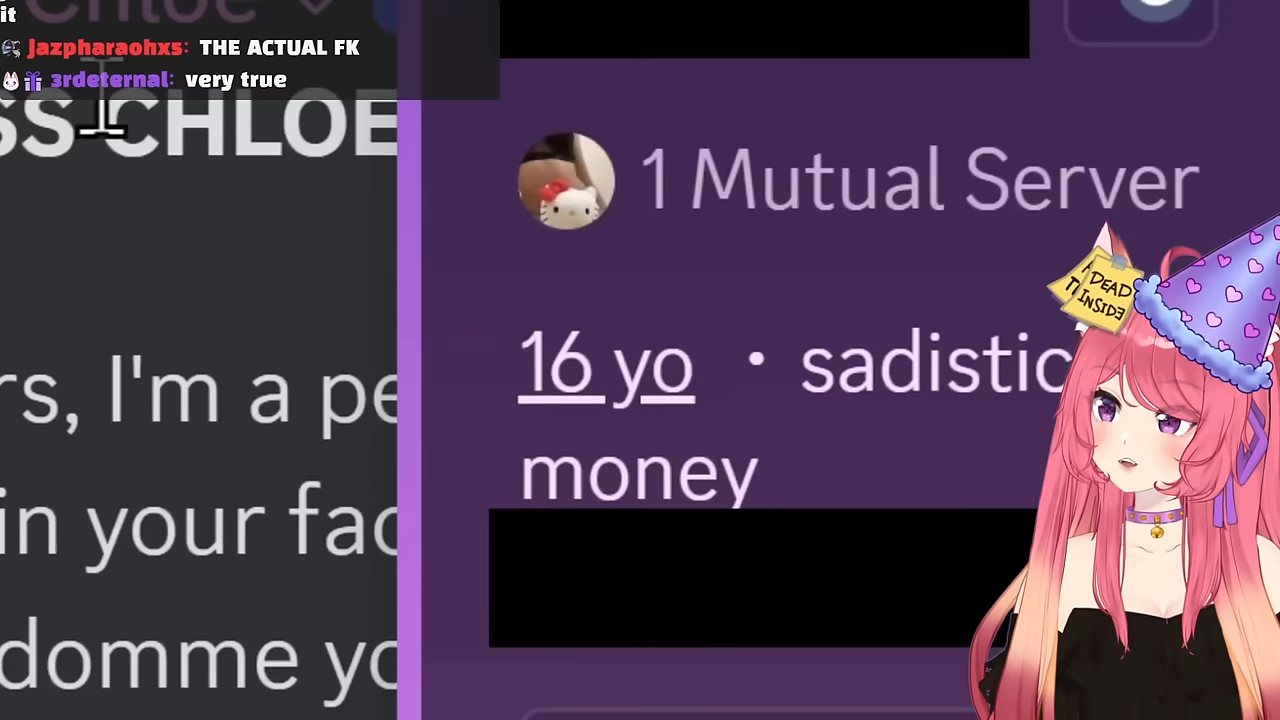 it
Chloe
jazpharaohxs: THE ACTUAL FK
3rdeternal: very true
SS CHLOE
1 Mutual Server
DEAD
INSIDE
16 yo • sadistic
rs, I'm a pe
money
in your fac
domme yo